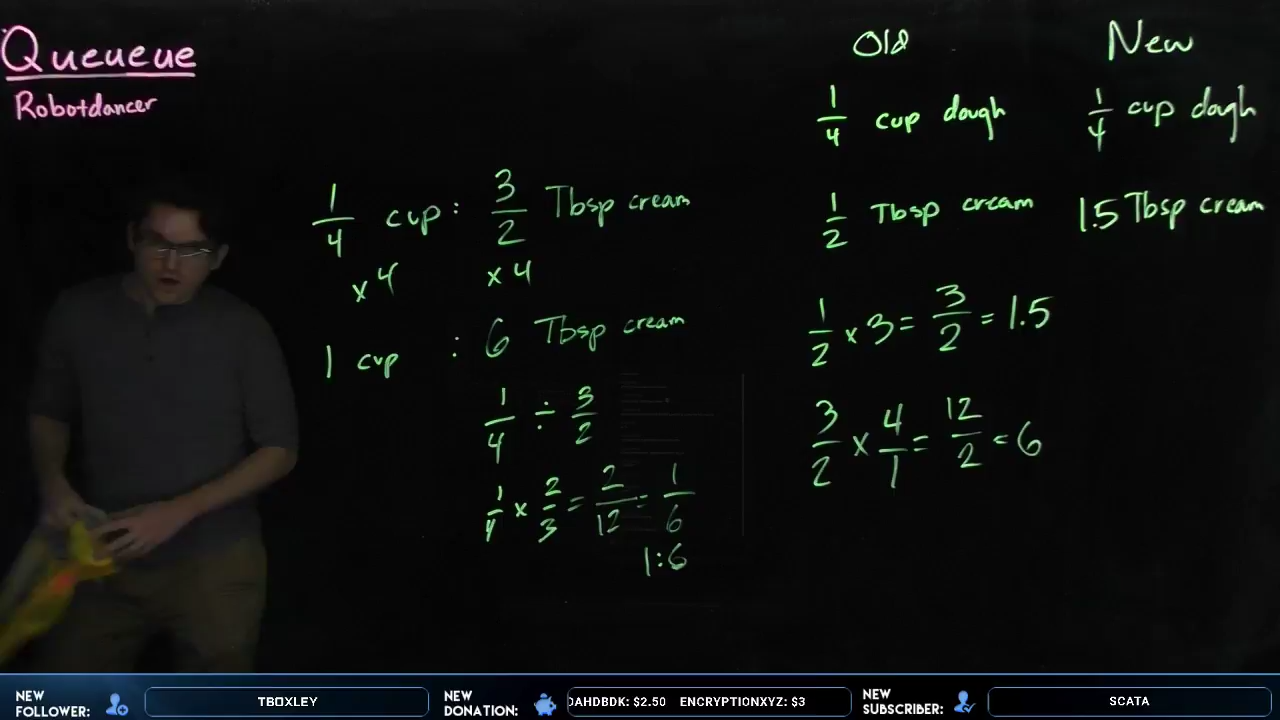 Queueue
Robotdancer
1/4 cup : 3/2 Tbsp cream
x4 x4
1 cup : 6 Tbsp cream
1/4 ÷ 3/2
1/4 x 2/3 = 2/12 = 1/6
1:6
Old
1/4 cup dough
1/2 Tbsp cream
1/2 x 3 = 3/2 = 1.5
3/2 x 4/1 = 12/2 = 6
New
1/4 cup dough
1.5 Tbsp cream
NEW FOLLOWER:
TBOXLEY
NEW DONATION:
DAHDBDK: $2.50 ENCRYPTIONXYZ: $3
NEW SUBSCRIBER:
SCATA